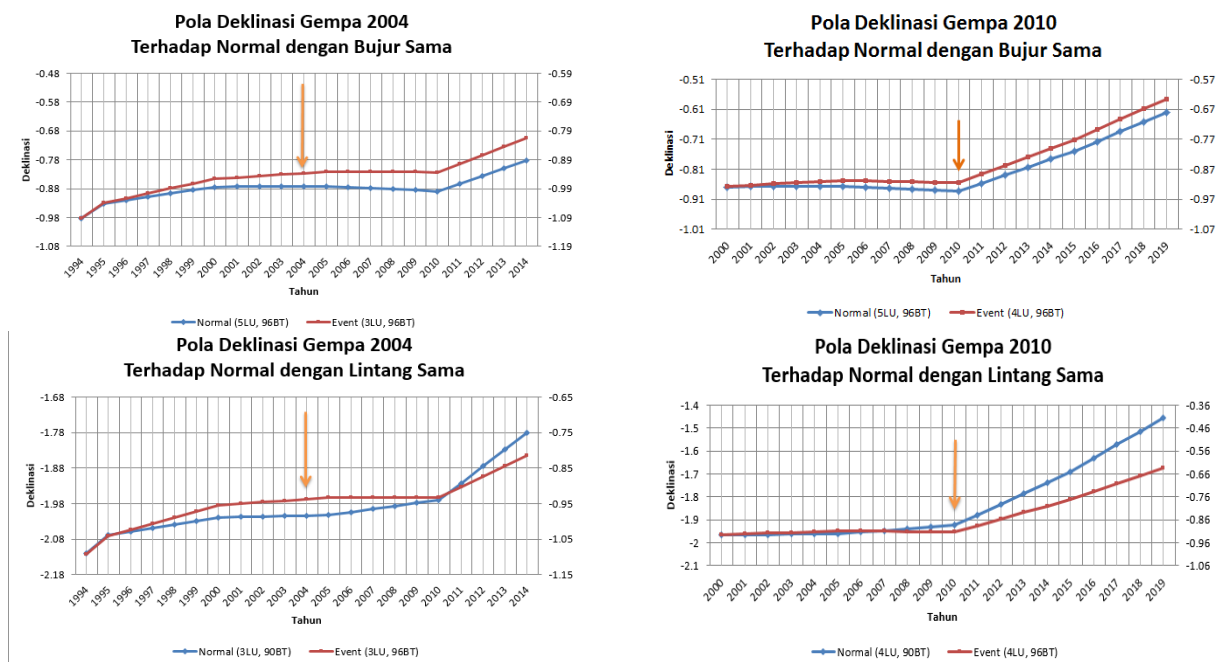 Pola Deklinasi Gempa 2004
Terhadap Normal dengan Bujur Sama
-0.48
-0.58
-0.68
-0.78
-0.88
-0.98
-1.08
Deklinasi
-0.59
-0.69
-0.79
-0.89
-0.99
-1.09
-1.19
1994 1995 1996 1997 1998 1999 2000 2001 2002 2003 2004 2005 2006 2007 2008 2009 2010 2011 2012 2013 2014
Tahun
Normal (5LU, 96BT) Event (3LU, 96BT)
Pola Deklinasi Gempa 2010
Terhadap Normal dengan Bujur Sama
-0.51
-0.61
-0.71
-0.81
-0.91
-1.01
Deklinasi
-0.57
-0.67
-0.77
-0.87
-0.97
-1.07
2000 2001 2002 2003 2004 2005 2006 2007 2008 2009 2010 2011 2012 2013 2014 2015 2016 2017 2018 2019
Tahun
Normal (5LU, 96BT) Event (4LU, 96BT)
Pola Deklinasi Gempa 2004
Terhadap Normal dengan Lintang Sama
-1.68
-1.78
-1.88
-1.98
-2.08
-2.18
Deklinasi
-0.65
-0.75
-0.85
-0.95
-1.05
-1.15
1994 1995 1996 1997 1998 1999 2000 2001 2002 2003 2004 2005 2006 2007 2008 2009 2010 2011 2012 2013 2014
Tahun
Normal (3LU, 90BT) Event (3LU, 96BT)
Pola Deklinasi Gempa 2010
Terhadap Normal dengan Lintang Sama
-1.4
-1.5
-1.6
-1.7
-1.8
-1.9
-2
-2.1
Deklinasi
-0.36
-0.46
-0.56
-0.66
-0.76
-0.86
-0.96
-1.06
2000 2001 2002 2003 2004 2005 2006 2007 2008 2009 2010 2011 2012 2013 2014 2015 2016 2017 2018 2019
Tahun
Normal (4LU, 90BT) Event (4LU, 96BT)